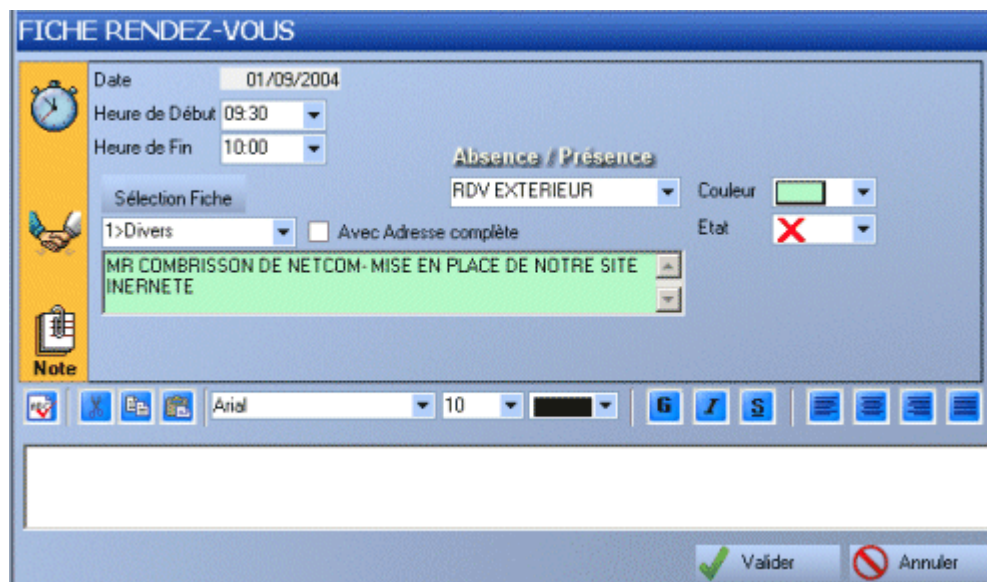 FICHE RENDEZ-VOUS
Date 01/09/2004
Heure de Début 09:30
Heure de Fin 10:00
Absence / Présence
Sélection Fiche RDV EXTERIEUR Couleur
1>Divers Avec Adresse complète Etat
MR COMBRISSON DE NETCOM- MISE EN PLACE DE NOTRE SITE
INERNETE
Note
Arial 10 G I S
Valider Annuler